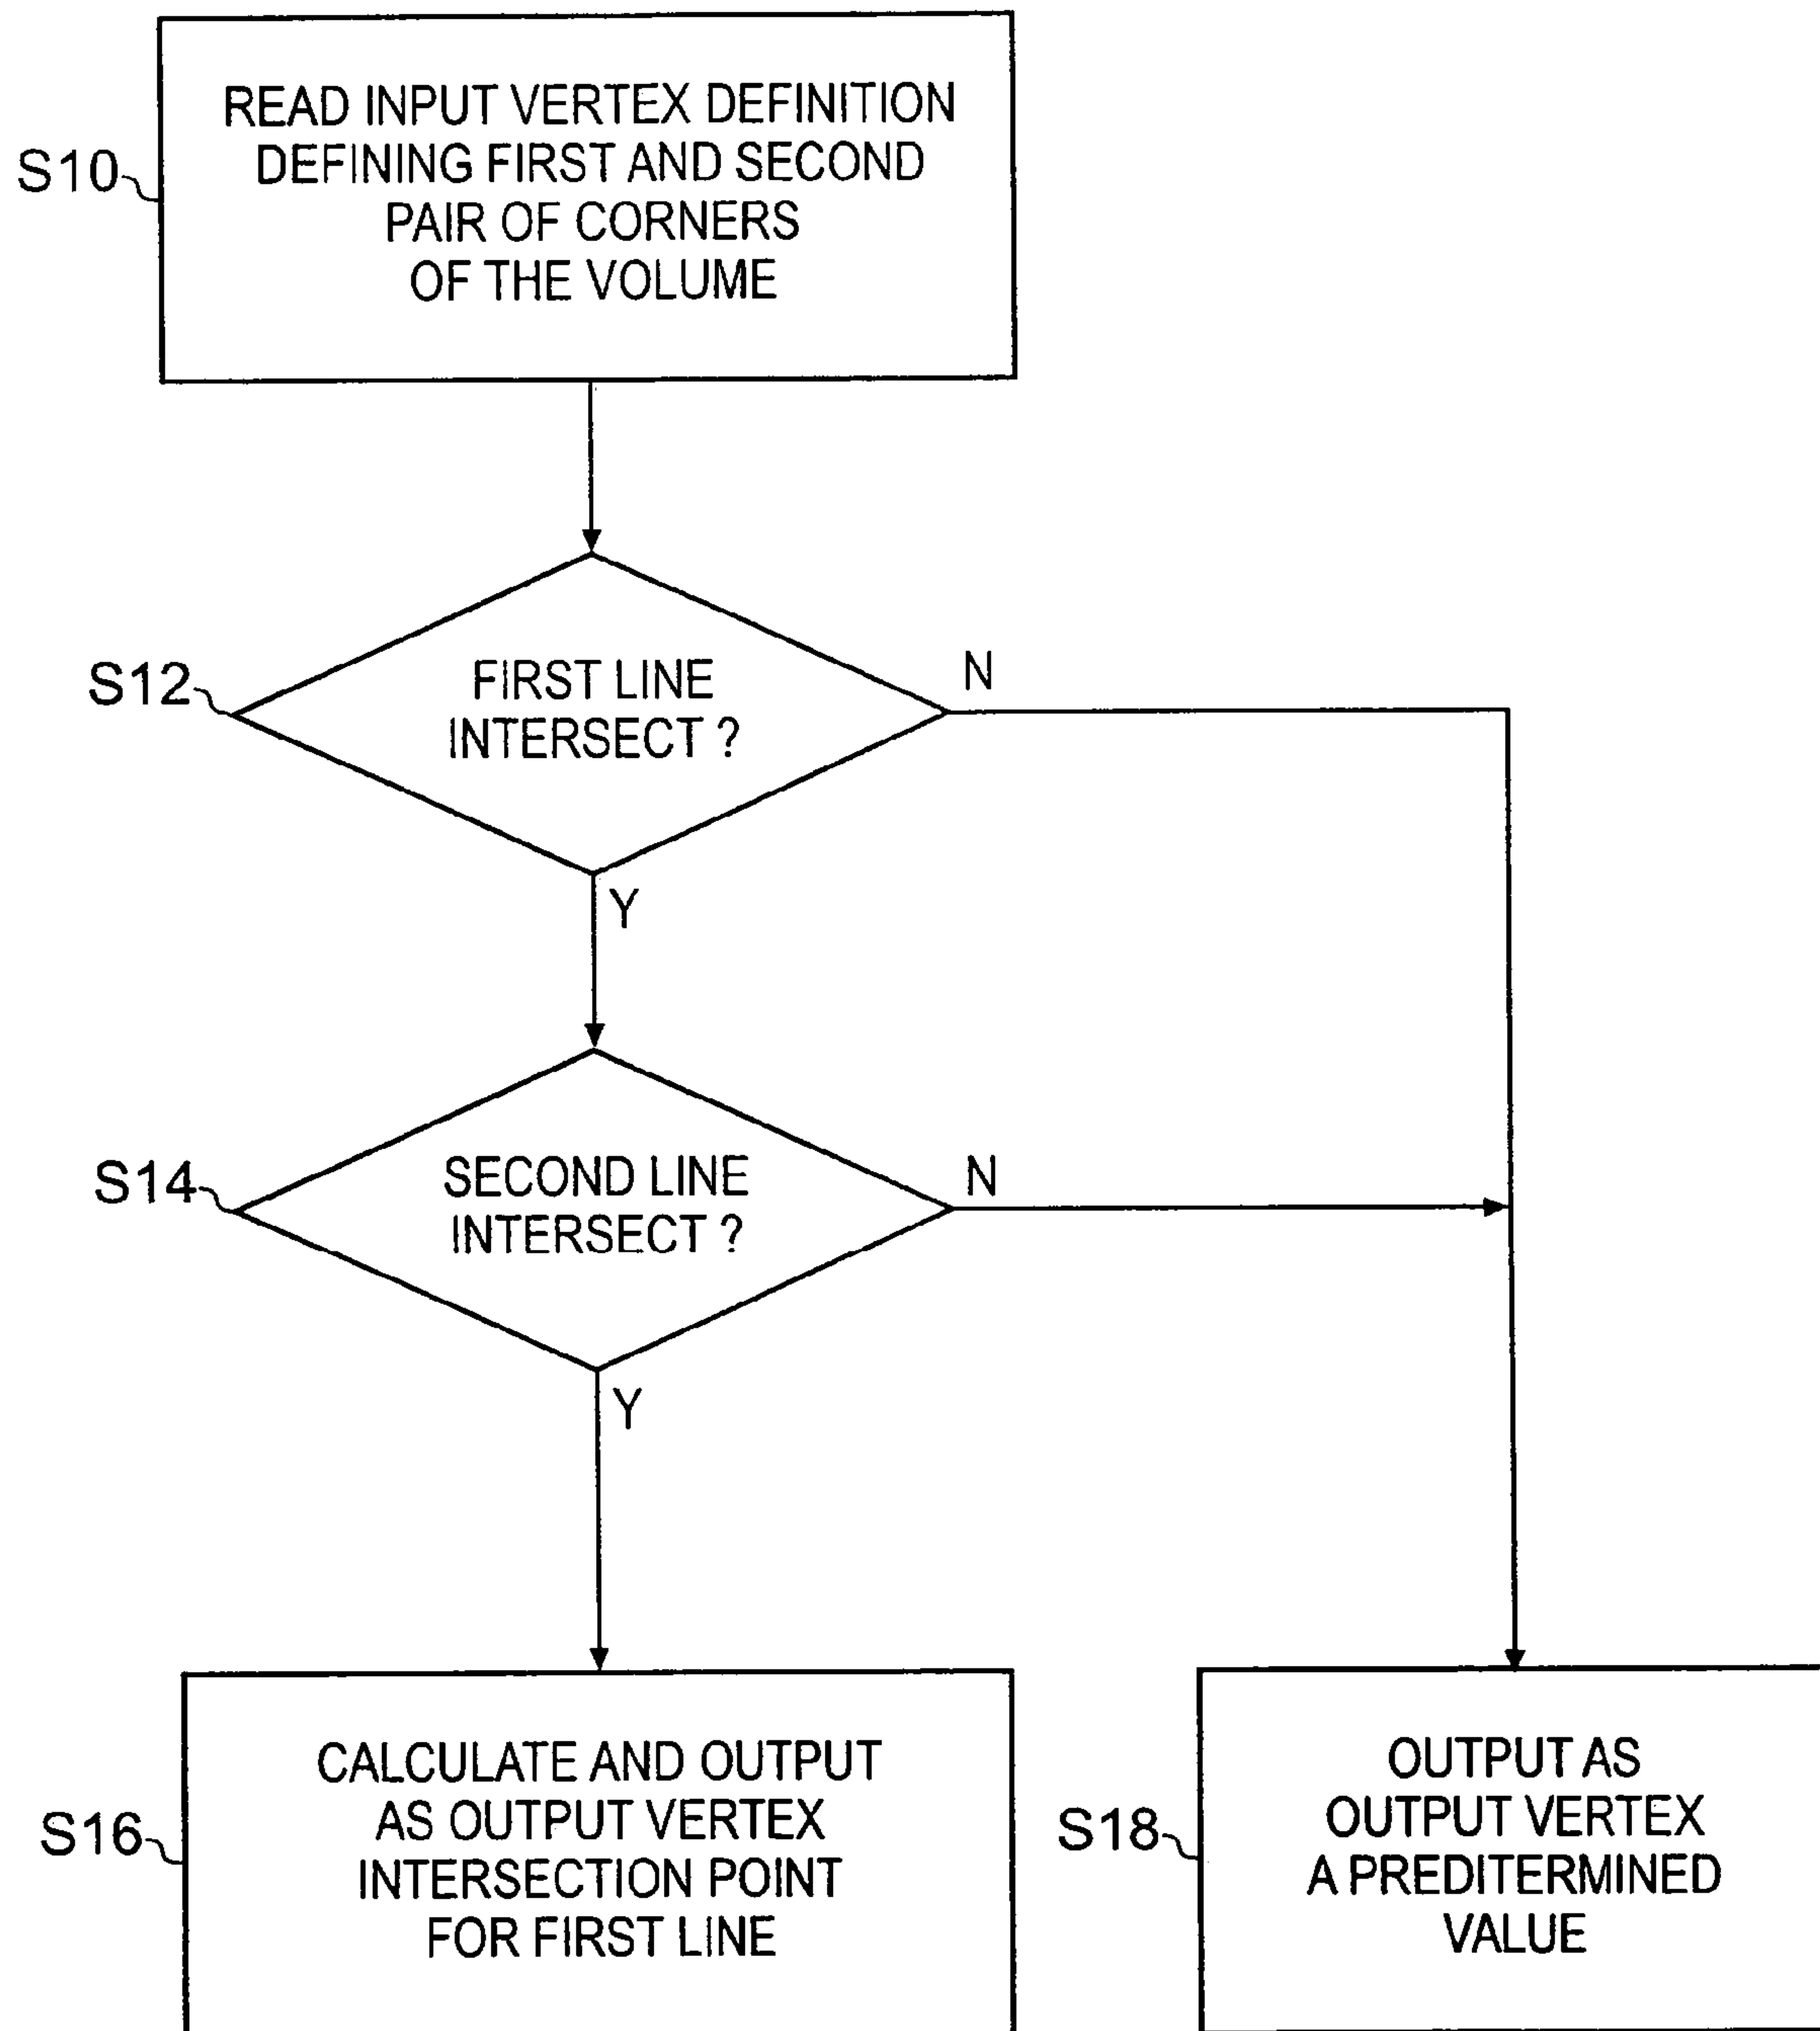 S10
READ INPUT VERTEX DEFINITION
DEFINING FIRST AND SECOND
PAIR OF CORNERS
OF THE VOLUME
S12
FIRST LINE
INTERSECT ?
N
Y
S14
SECOND LINE
INTERSECT ?
N
Y
S16
CALCULATE AND OUTPUT
AS OUTPUT VERTEX
INTERSECTION POINT
FOR FIRST LINE
S18
OUTPUT AS
OUTPUT VERTEX
A PREDITERMINED
VALUE